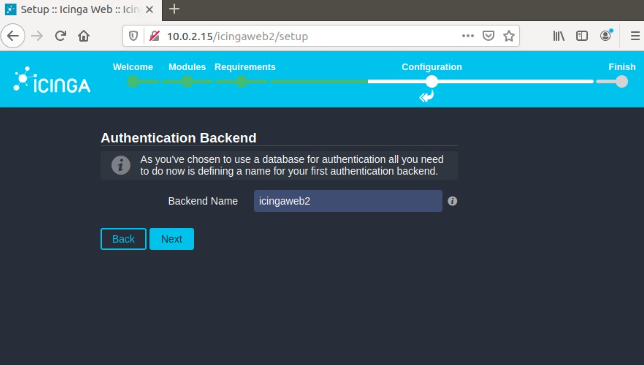 Setup :: Icinga Web :: Icin
10.0.2.15/icingaweb2/setup
ICINGA
Welcome
Modules
Requirements
Configuration
Finish
Authentication Backend
As you've chosen to use a database for authentication all you need
to do now is defining a name for your first authentication backend.
Backend Name
icingaweb2
Back
Next